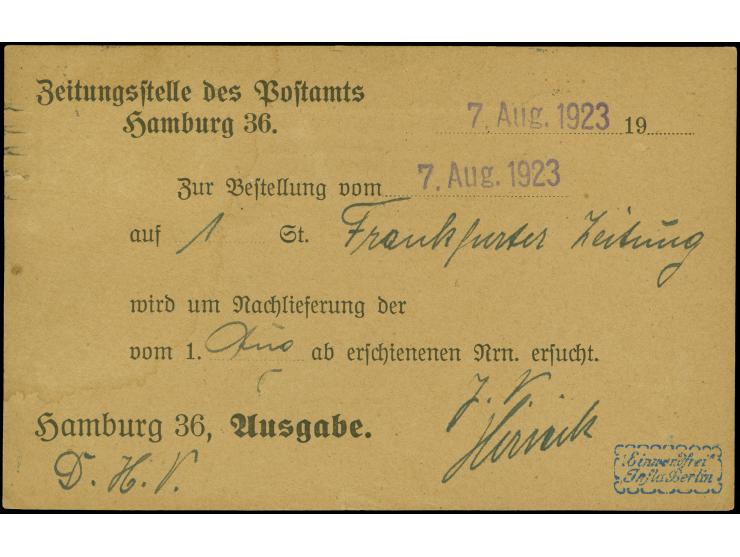 Zeitungsstelle des Postamts
Hamburg 36.
7. Aug. 1923 19
Zur Bestellung vom 7. Aug. 1923
auf 1 St. Frankfurter Zeitung
wird um Nachlieferung der
vom 1. Aug ab erschienenen Nrn. ersucht.
J. V.
Hamburg 36, Ausgabe.
D. H. V.
Einwandfrei
Infla Berlin